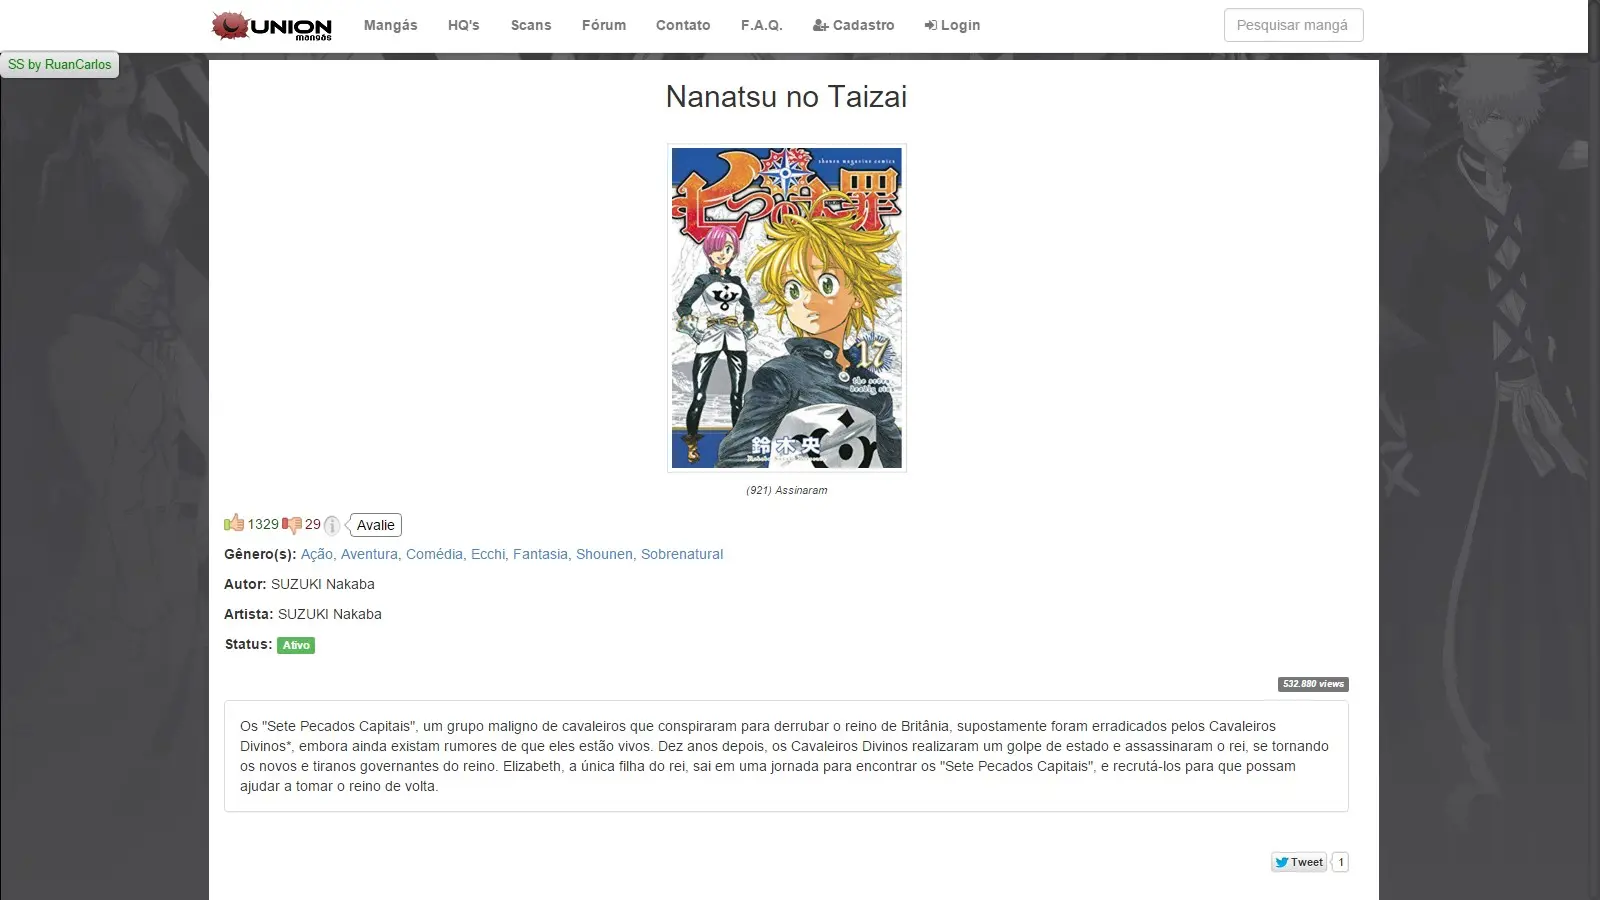 UNION
mangás
Mangás
HQ's
Scans
Fórum
Contato
F.A.Q.
Cadastro
Login
Pesquisar mangá
SS by RuanCarlos
Nanatsu no Taizai
shonen magazine comics
七つの大罪
17
the seven
deadly sins
鈴木央
(921) Assinaram
1329
29
Avalie
Gênero(s): Ação, Aventura, Comédia, Ecchi, Fantasia, Shounen, Sobrenatural
Autor: SUZUKI Nakaba
Artista: SUZUKI Nakaba
Status: Ativo
532.880 views
Os "Sete Pecados Capitais", um grupo maligno de cavaleiros que conspiraram para derrubar o reino de Britânia, supostamente foram erradicados pelos Cavaleiros
Divinos*, embora ainda existam rumores de que eles estão vivos. Dez anos depois, os Cavaleiros Divinos realizaram um golpe de estado e assassinaram o rei, se tornando
os novos e tiranos governantes do reino. Elizabeth, a única filha do rei, sai em uma jornada para encontrar os "Sete Pecados Capitais", e recrutá-los para que possam
ajudar a tomar o reino de volta.
Tweet
1